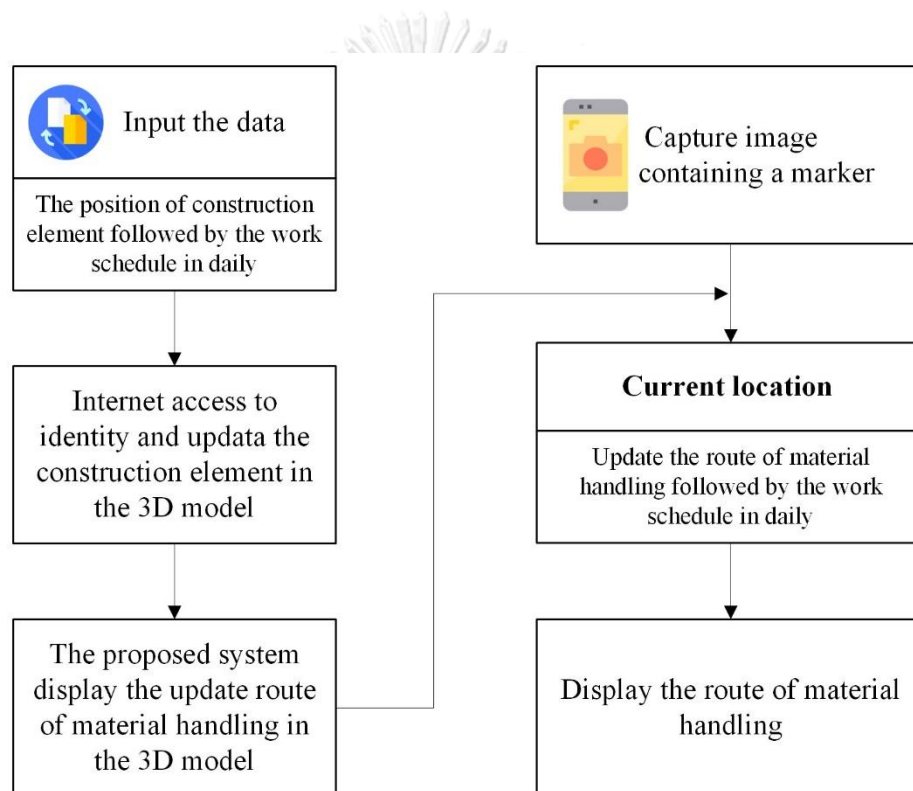 Input the data
The position of construction
element followed by the work
schedule in daily
Internet access to
identity and updata the
construction element in
the 3D model
The proposed system
display the update route
of material handling in
the 3D model
Capture image
containing a marker
Current location
Update the route of material
handling followed by the work
schedule in daily
Display the route of material
handling